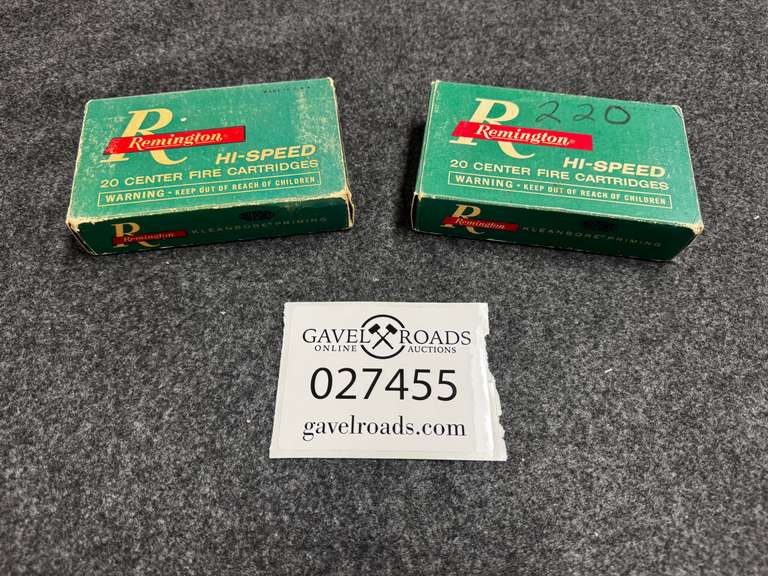 R
Remington
HI-SPEED
20 CENTER FIRE CARTRIDGES
WARNING • KEEP OUT OF REACH OF CHILDREN
R
Remington
KLEANBORE® PRIMING
220
R
Remington®
HI-SPEED
20 CENTER FIRE CARTRIDGES
WARNING • KEEP OUT OF REACH OF CHILDREN
R
Remington
KLEANBORE® PRIMING
GAVEL ROADS
ONLINE AUCTIONS
027455
gavelroads.com